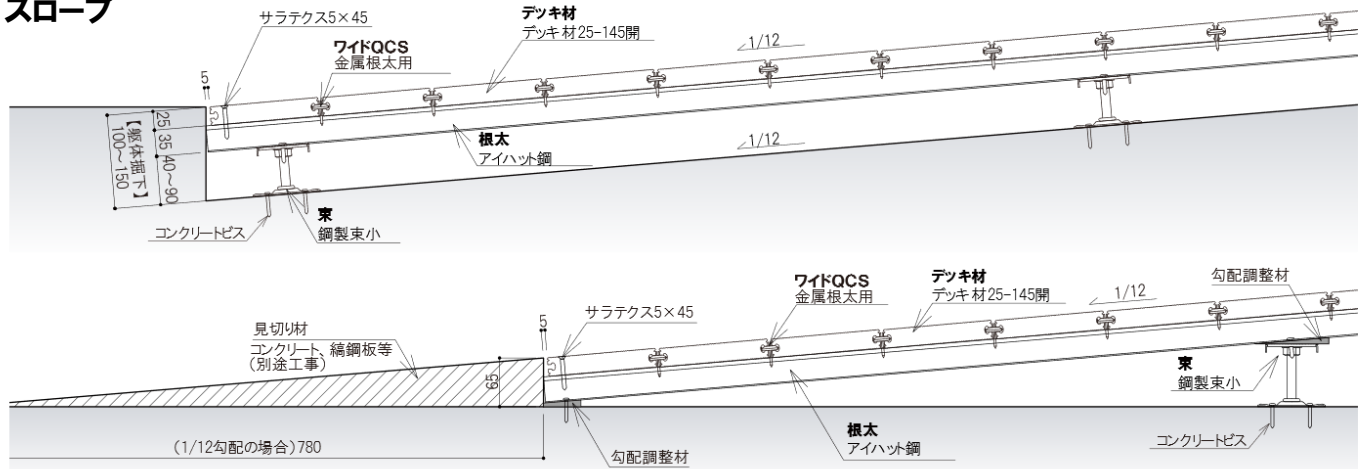 スロープ
サラテクス5×45
デッキ材
デッキ材25-145開
ワイドQCS
金属根太用
1/12
5
25
35
40～90
【躯体掘下】
100～150
根太
アイハット鋼
1/12
束
鋼製束小
コンクリートビス
ワイドQCS
金属根太用
デッキ材
デッキ材25-145開
1/12
勾配調整材
サラテクス5×45
5
見切り材
コンクリート、縞鋼板等
(別途工事)
65
束
鋼製束小
根太
アイハット鋼
コンクリートビス
(1/12勾配の場合)780
勾配調整材